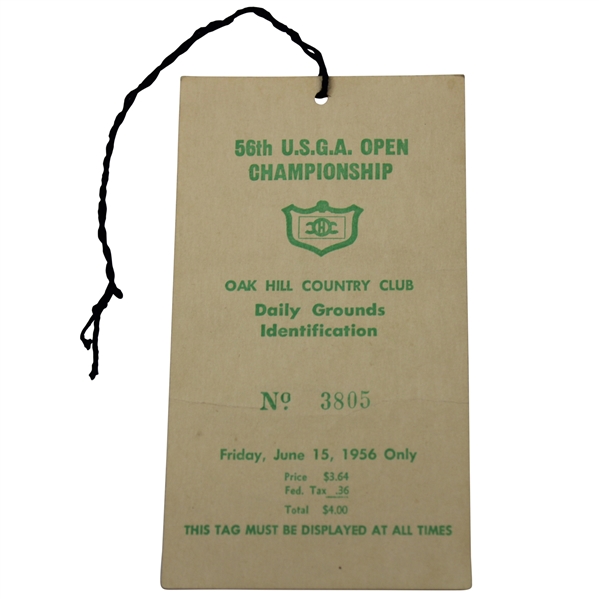 56th U.S.G.A. OPEN
CHAMPIONSHIP
OAK HILL COUNTRY CLUB
Daily Grounds
Identification
Nº 3805
Friday, June 15, 1956 Only
Price $3.64
Fed. Tax .36
Total $4.00
THIS TAG MUST BE DISPLAYED AT ALL TIMES